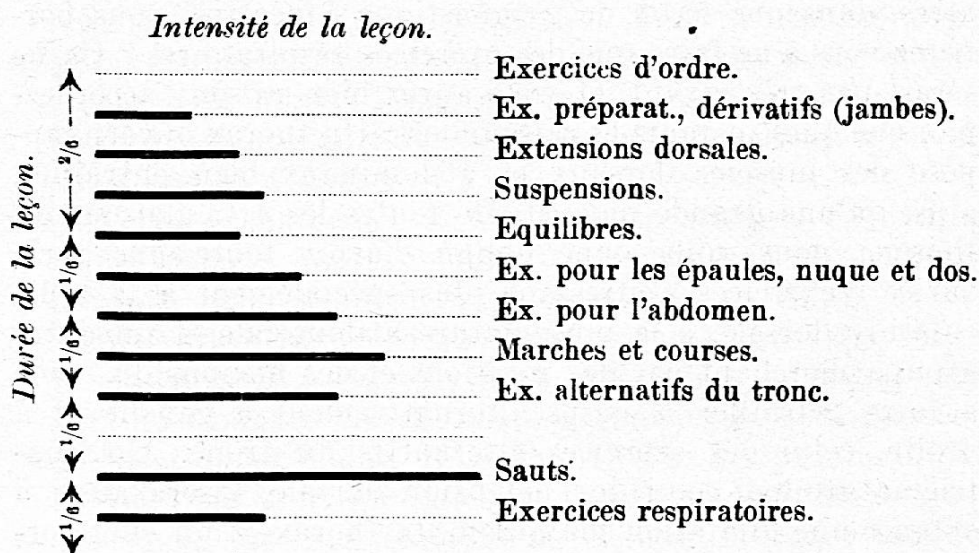 Intensité de la leçon.
Exercices d'ordre.
Ex. préparat., dérivatifs (jambes).
Extensions dorsales.
Suspensions.
Equilibres.
Ex. pour les épaules, nuque et dos.
Ex. pour l'abdomen.
Marches et courses.
Ex. alternatifs du tronc.
Sauts.
Exercices respiratoires.
Durée de la leçon.
2/6
1/6
1/6
1/6
1/6